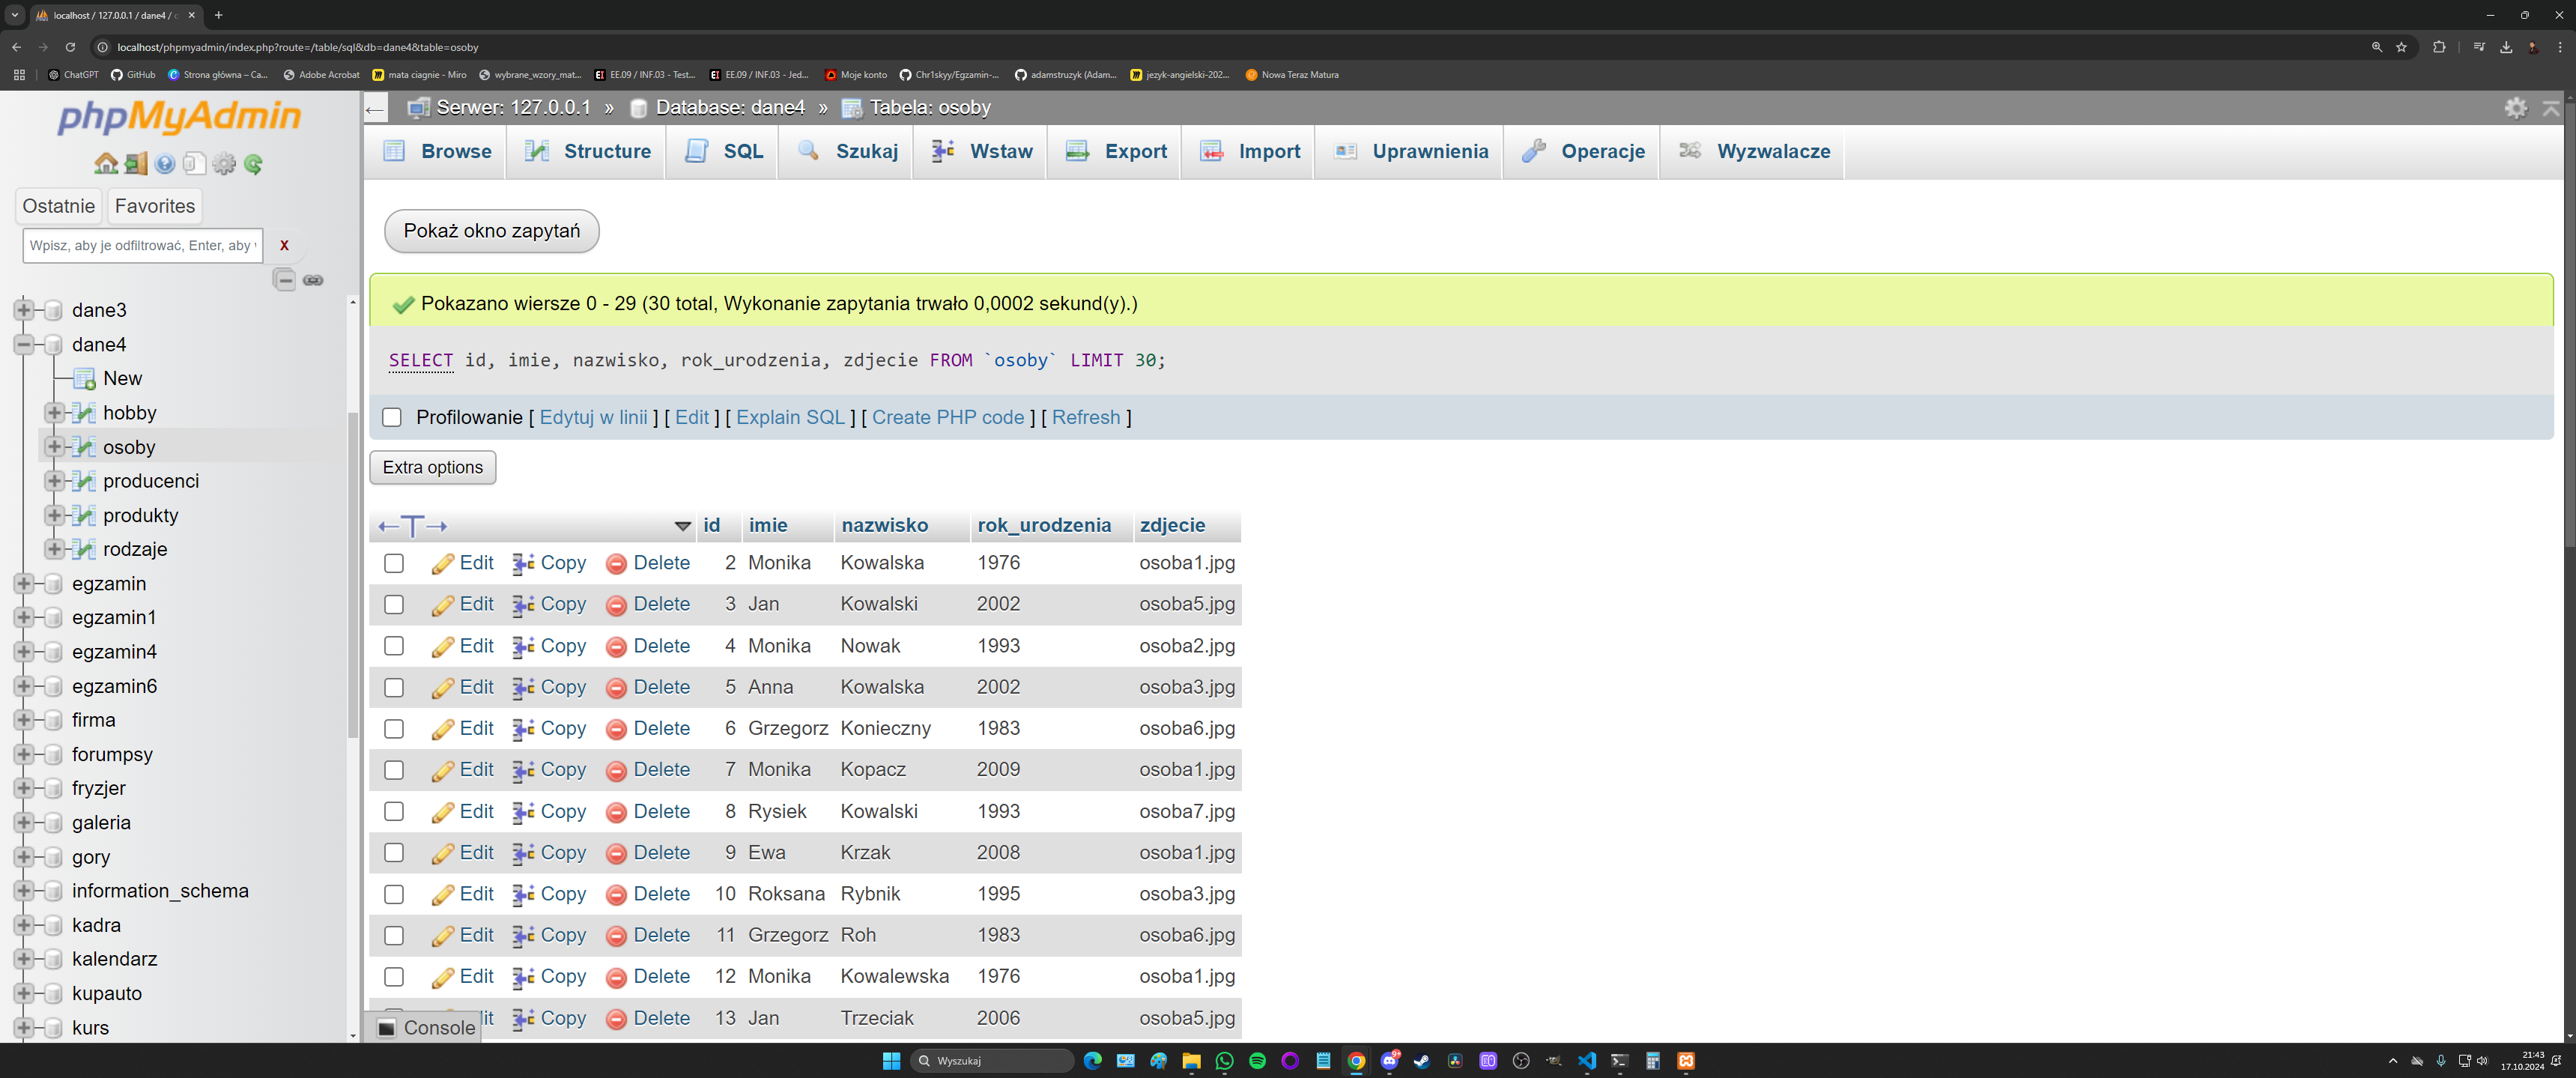 localhost / 127.0.0.1 / dane4 / o
localhost/phpmyadmin/index.php?route=/table/sql&db=dane4&table=osoby
ChatGPT GitHub Strona główna – Ca... Adobe Acrobat mata ciagnie - Miro wybrane_wzory_mat... EE.09 / INF.03 - Test... EE.09 / INF.03 - Jed... Moje konto Chr1skyy/Egzamin-... adamstruzyk (Adam... jezyk-angielski-202... Nowa Teraz Matura
phpMyAdmin
Ostatnie Favorites
Wpisz, aby je odfiltrować, Enter, aby
X
dane3
dane4
New
hobby
osoby
producenci
produkty
rodzaje
egzamin
egzamin1
egzamin4
egzamin6
firma
forumpsy
fryzjer
galeria
gory
information_schema
kadra
kalendarz
kupauto
kurs
Serwer: 127.0.0.1 » Database: dane4 » Tabela: osoby
Browse Structure SQL Szukaj Wstaw Export Import Uprawnienia Operacje Wyzwalacze
Pokaż okno zapytań
Pokazano wiersze 0 - 29 (30 total, Wykonanie zapytania trwało 0,0002 sekund(y).)
SELECT id, imie, nazwisko, rok_urodzenia, zdjecie FROM `osoby` LIMIT 30;
Profilowanie [ Edytuj w linii ] [ Edit ] [ Explain SQL ] [ Create PHP code ] [ Refresh ]
Extra options
←T→ id imie nazwisko rok_urodzenia zdjecie
Edit Copy Delete 2 Monika Kowalska 1976 osoba1.jpg
Edit Copy Delete 3 Jan Kowalski 2002 osoba5.jpg
Edit Copy Delete 4 Monika Nowak 1993 osoba2.jpg
Edit Copy Delete 5 Anna Kowalska 2002 osoba3.jpg
Edit Copy Delete 6 Grzegorz Konieczny 1983 osoba6.jpg
Edit Copy Delete 7 Monika Kopacz 2009 osoba1.jpg
Edit Copy Delete 8 Rysiek Kowalski 1993 osoba7.jpg
Edit Copy Delete 9 Ewa Krzak 2008 osoba1.jpg
Edit Copy Delete 10 Roksana Rybnik 1995 osoba3.jpg
Edit Copy Delete 11 Grzegorz Roh 1983 osoba6.jpg
Edit Copy Delete 12 Monika Kowalewska 1976 osoba1.jpg
it Copy Delete 13 Jan Trzeciak 2006 osoba5.jpg
Console
Wyszukaj
9+
21:43
17.10.2024